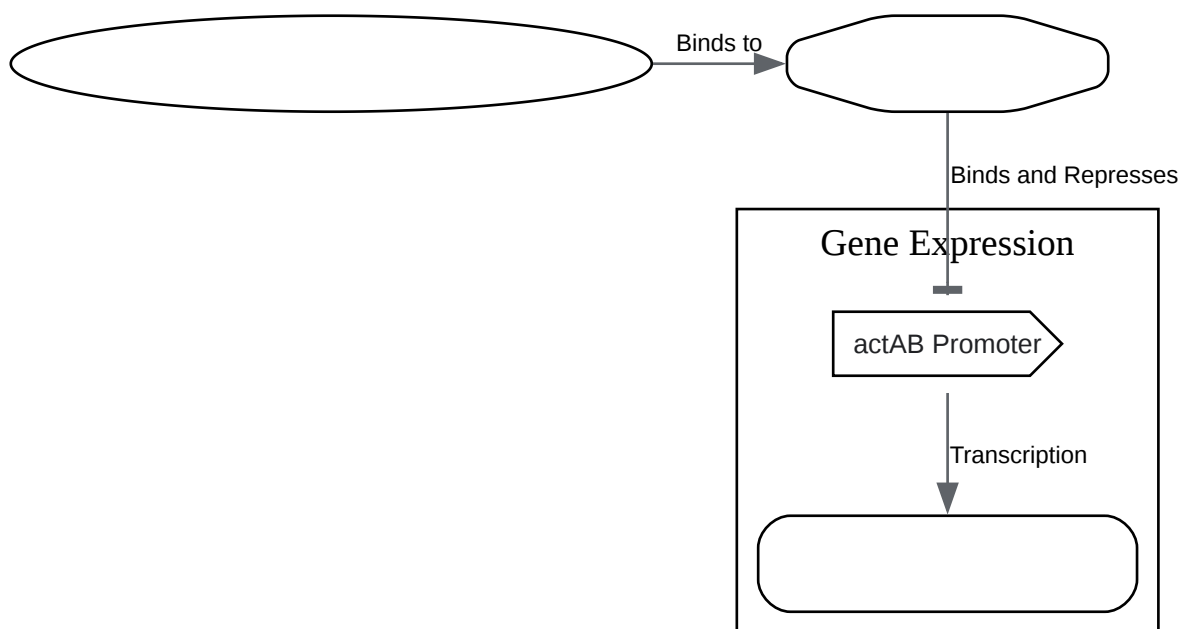 Binds to
Binds and Represses
Gene Expression
actAB Promoter
Transcription